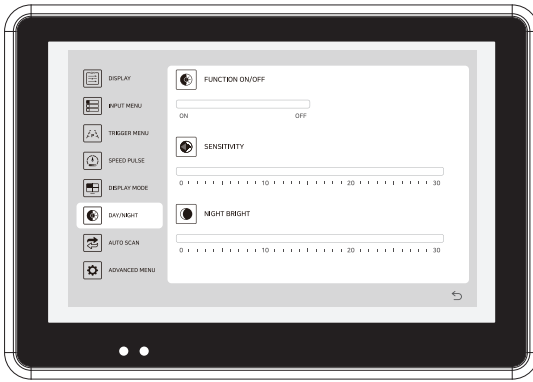 DISPLAY
INPUT MENU
TRIGGER MENU
SPEED PULSE
DISPLAY MODE
DAY/NIGHT
AUTO SCAN
ADVANCED MENU
FUNCTION ON/OFF
ON OFF
SENSITIVITY
0 10 20 30
NIGHT BRIGHT
0 10 20 30